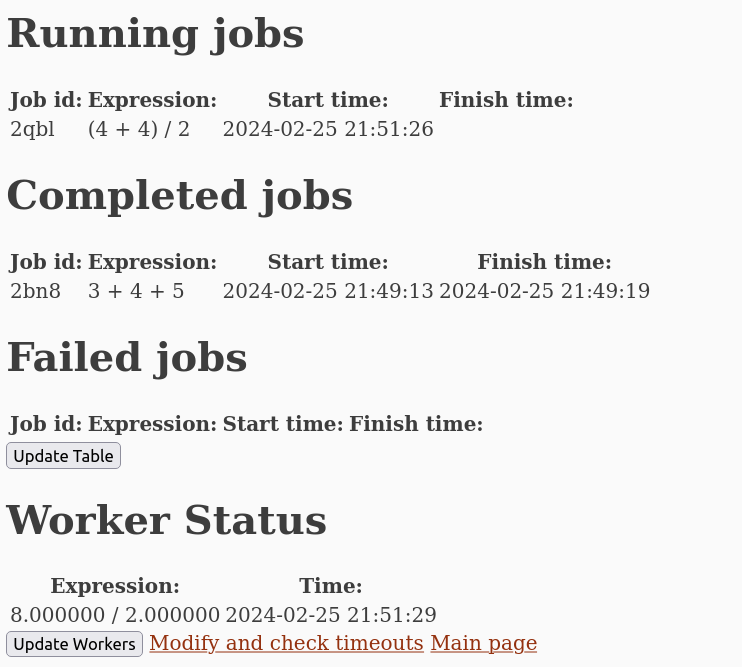 Running jobs
Job id: Expression: Start time: Finish time:
2qbl (4 + 4) / 2 2024-02-25 21:51:26
Completed jobs
Job id: Expression: Start time: Finish time:
2bn8 3 + 4 + 5 2024-02-25 21:49:13 2024-02-25 21:49:19
Failed jobs
Job id: Expression: Start time: Finish time:
Update Table
Worker Status
Expression: Time:
8.000000 / 2.000000 2024-02-25 21:51:29
Update Workers Modify and check timeouts Main page